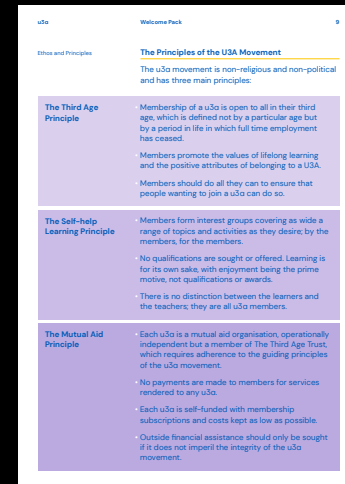 u3a
Welcome Pack
9
Ethos and Principles
The Principles of the U3A Movement
The u3a movement is non-religious and non-political
and has three main principles:
The Third Age
Principle
• Membership of a u3a is open to all in their third
age, which is defined not by a particular age but
by a period in life in which full time employment
has ceased.
• Members promote the values of lifelong learning
and the positive attributes of belonging to a U3A.
• Members should do all they can to ensure that
people wanting to join a u3a can do so.
The Self-help
Learning Principle
• Members form interest groups covering as wide a
range of topics and activities as they desire; by the
members, for the members.
• No qualifications are sought or offered. Learning is
for its own sake, with enjoyment being the prime
motive, not qualifications or awards.
• There is no distinction between the learners and
the teachers; they are all u3a members.
The Mutual Aid
Principle
• Each u3a is a mutual aid organisation, operationally
independent but a member of The Third Age Trust,
which requires adherence to the guiding principles
of the u3a movement.
• No payments are made to members for services
rendered to any u3a.
• Each u3a is self-funded with membership
subscriptions and costs kept as low as possible.
• Outside financial assistance should only be sought
if it does not imperil the integrity of the u3a
movement.